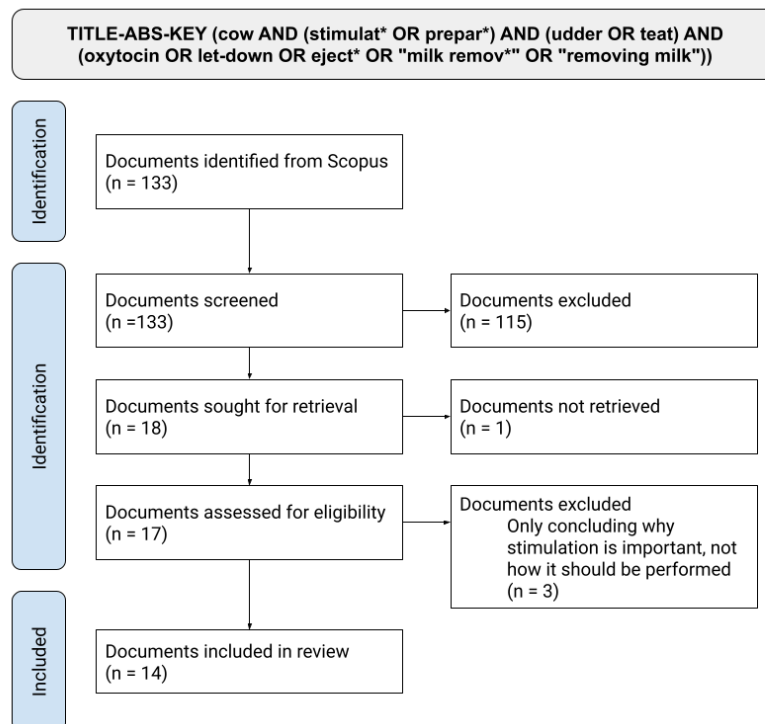 TITLE-ABS-KEY (cow AND (stimulat* OR prepar*) AND (udder OR teat) AND
(oxytocin OR let-down OR eject* OR "milk remov*" OR "removing milk"))
Identification
Documents identified from Scopus
(n = 133)
Identification
Documents screened
(n =133)
Documents excluded
(n = 115)
Documents sought for retrieval
(n = 18)
Documents not retrieved
(n = 1)
Documents assessed for eligibility
(n = 17)
Documents excluded
Only concluding why
stimulation is important, not
how it should be performed
(n = 3)
Included
Documents included in review
(n = 14)